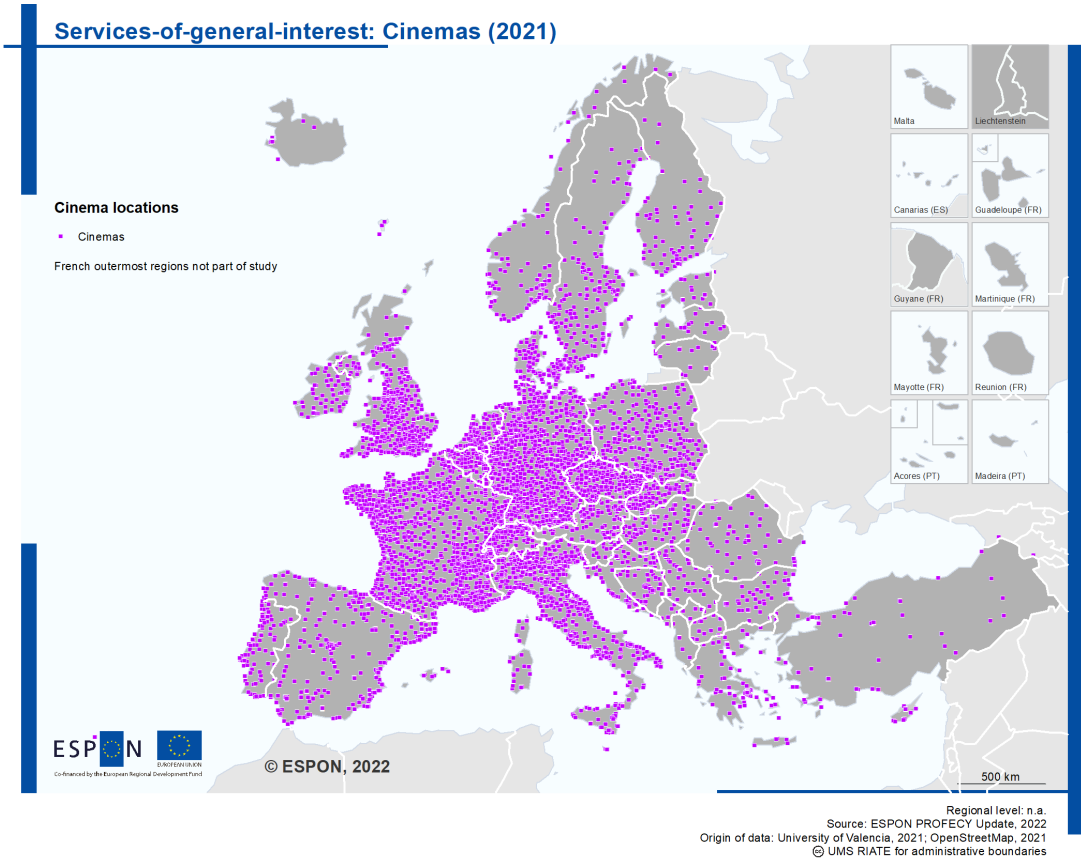 Services-of-general-interest: Cinemas (2021)
Cinema locations
Cinemas
French outermost regions not part of study
Malta
Liechtenstein
Canarias (ES)
Guadeloupe (FR)
Guyane (FR)
Martinique (FR)
Mayotte (FR)
Reunion (FR)
Acores (PT)
Madeira (PT)
ESPON
EUROPEAN UNION
Co-financed by the European Regional Development Fund
© ESPON, 2022
500 km
Regional level: n.a.
Source: ESPON PROFECY Update, 2022
Origin of data: University of Valencia, 2021; OpenStreetMap, 2021
cc UMS RIATE for administrative boundaries